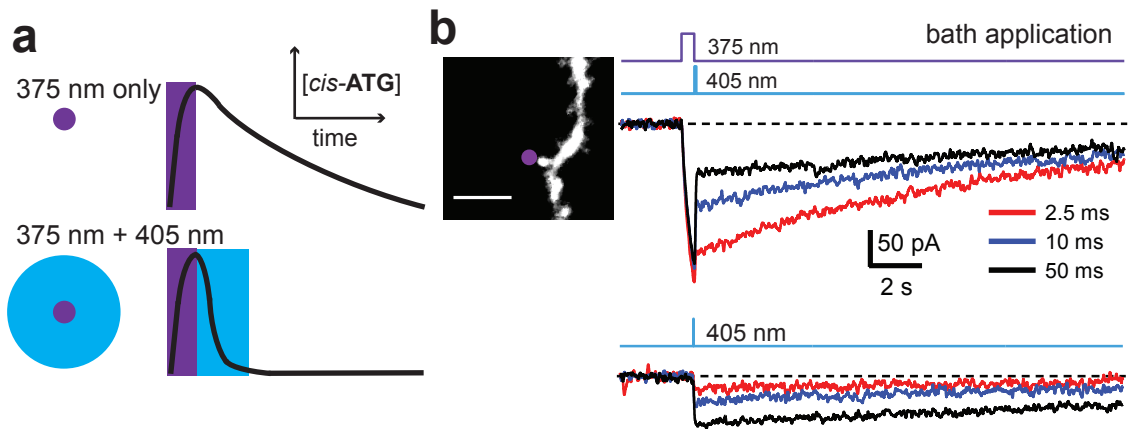 a
375 nm only
[cis-ATG]
time
375 nm + 405 nm
b
bath application
375 nm
405 nm
2.5 ms
10 ms
50 ms
50 pA
2 s
405 nm